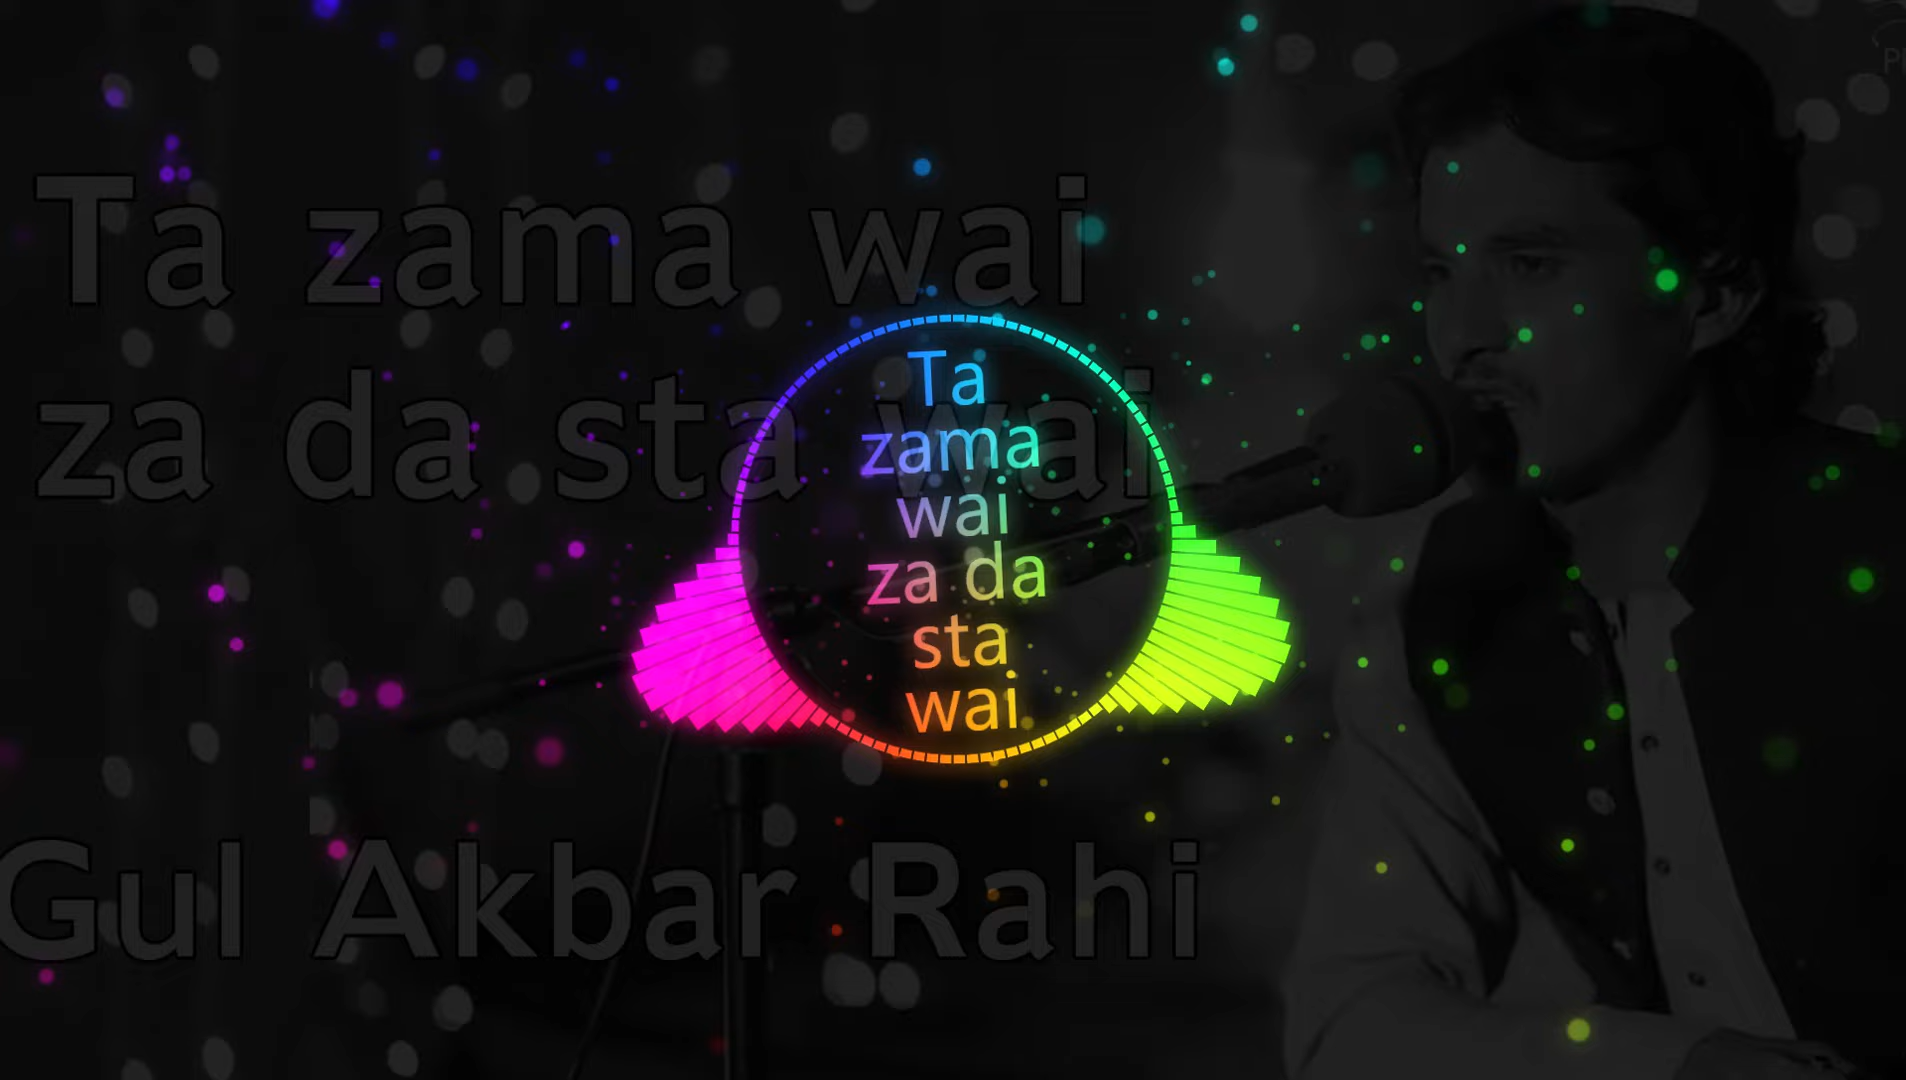 Ta zama wai
za da sta wai
Ta
zama
wai
za da
sta
wai
Gul Akbar Rahi